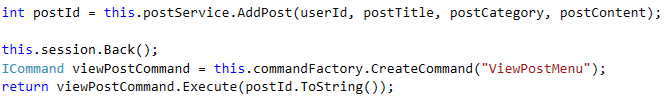 int postId = this.postService.AddPost(userId, postTitle, postCategory, postContent);
this.session.Back();
ICommand viewPostCommand = this.commandFactory.CreateCommand("ViewPostMenu");
return viewPostCommand.Execute(postId.ToString());